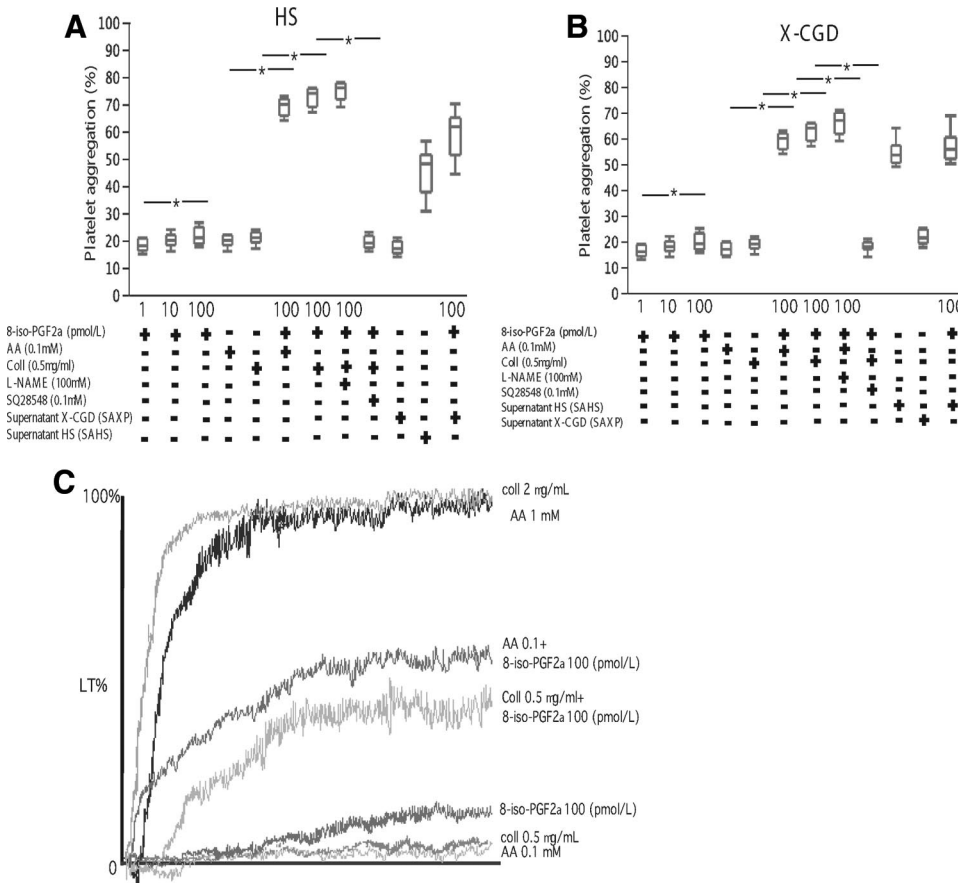 A
HS
Platelet aggregation (%)
100
90
80
70
60
50
40
30
20
10
0
*
*
*
*
1 10 100 100 100 100 100
8-iso-PGF2a (pmol/L)
AA (0.1mM)
Coll (0.5mg/ml)
L-NAME (100mM)
SQ28548 (0.1mM)
Supernatant X-CGD (SAXP)
Supernatant HS (SAHS)
B
X-CGD
Platelet aggregation (%)
100
90
80
70
60
50
40
30
20
10
0
*
*
*
*
*
1 10 100 100 100 100 100
8-iso-PGF2a (pmol/L)
AA (0.1mM)
Coll (0.5mg/ml)
L-NAME (100mM)
SQ28548 (0.1mM)
Supernatant HS (SAHS)
Supernatant X-CGD (SAXP)
C
100%
LT%
0
coll 2 mg/mL
AA 1 mM
AA 0.1+
8-iso-PGF2a 100 (pmol/L)
Coll 0.5 mg/ml+
8-iso-PGF2a 100 (pmol/L)
8-iso-PGF2a 100 (pmol/L)
coll 0.5 mg/mL
AA 0.1 mM